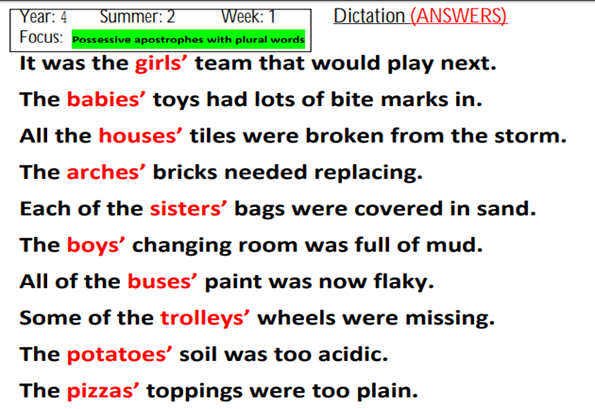 Year: 4 Summer: 2 Week: 1 Dictation (ANSWERS)
Focus: Possessive apostrophes with plural words
It was the girls’ team that would play next.
The babies’ toys had lots of bite marks in.
All the houses’ tiles were broken from the storm.
The arches’ bricks needed replacing.
Each of the sisters’ bags were covered in sand.
The boys’ changing room was full of mud.
All of the buses’ paint was now flaky.
Some of the trolleys’ wheels were missing.
The potatoes’ soil was too acidic.
The pizzas’ toppings were too plain.